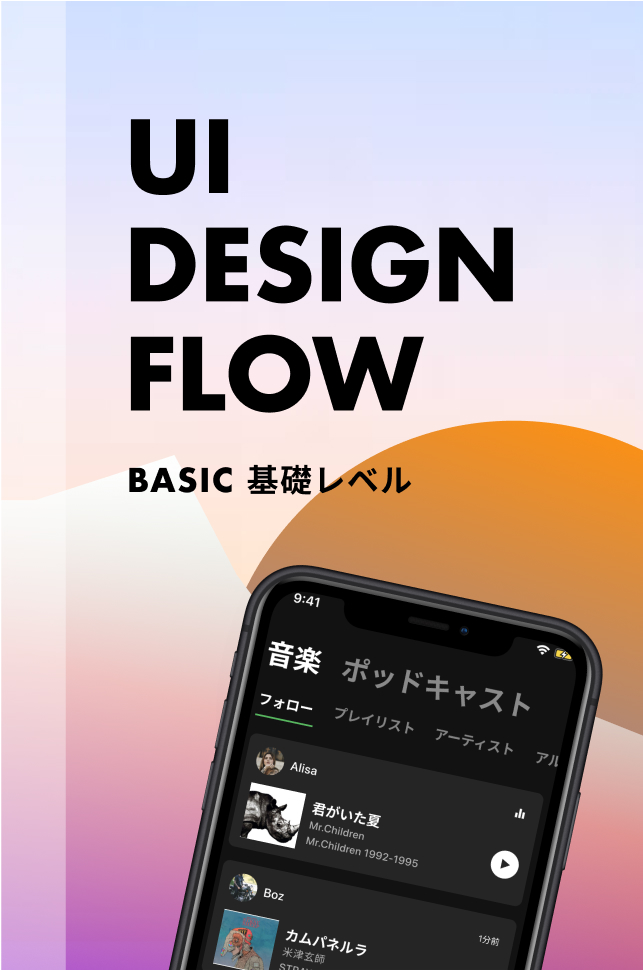 UI
DESIGN
FLOW
BASIC 基礎レベル
9:41
音楽 ポッドキャスト
フォロー プレイリスト アーティスト アル
Alisa
君がいた夏
Mr.Children
Mr.Children 1992-1995
Boz
カムパネルラ
1分前
米津玄師